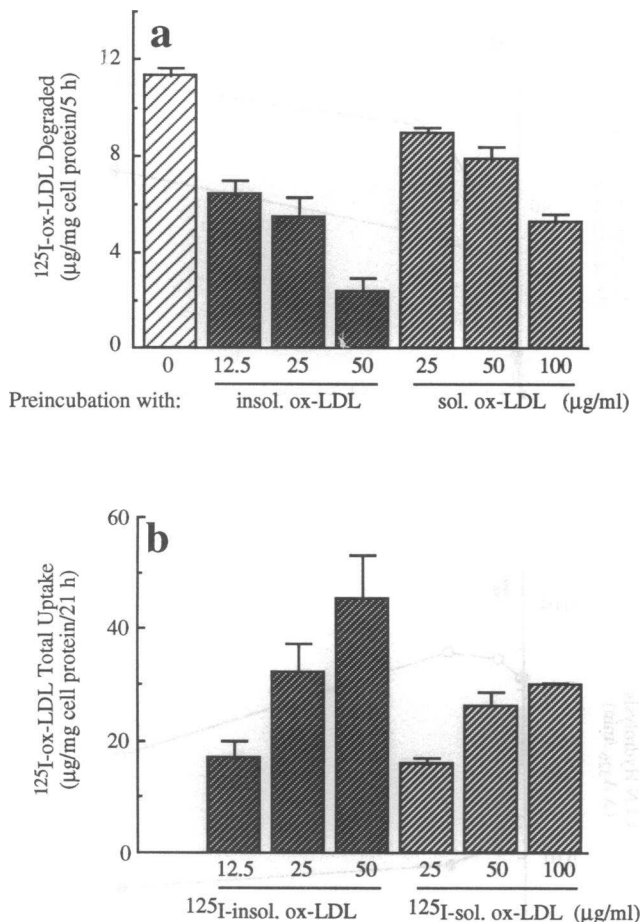 a
¹²⁵I-ox-LDL Degraded
(µg/mg cell protein/5 h)
12
8
4
0
0 12.5 25 50 25 50 100
Preincubation with: insol. ox-LDL sol. ox-LDL (µg/ml)
b
¹²⁵I-ox-LDL Total Uptake
(µg/mg cell protein/21 h)
60
40
20
0
12.5 25 50 25 50 100
¹²⁵I-insol. ox-LDL ¹²⁵I-sol. ox-LDL (µg/ml)